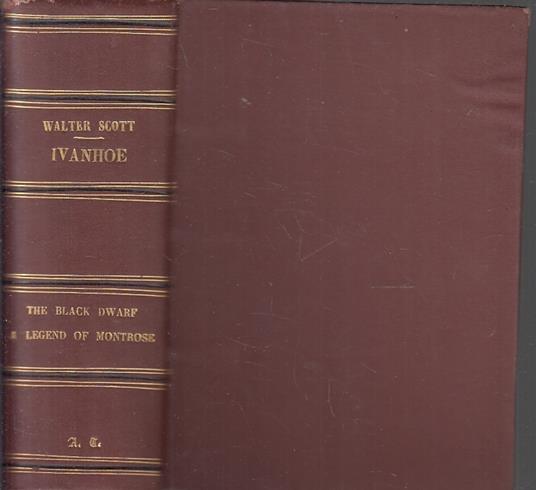 WALTER SCOTT
IVANHOE
THE BLACK DWARF
LEGEND OF MONTROSE
A. T.